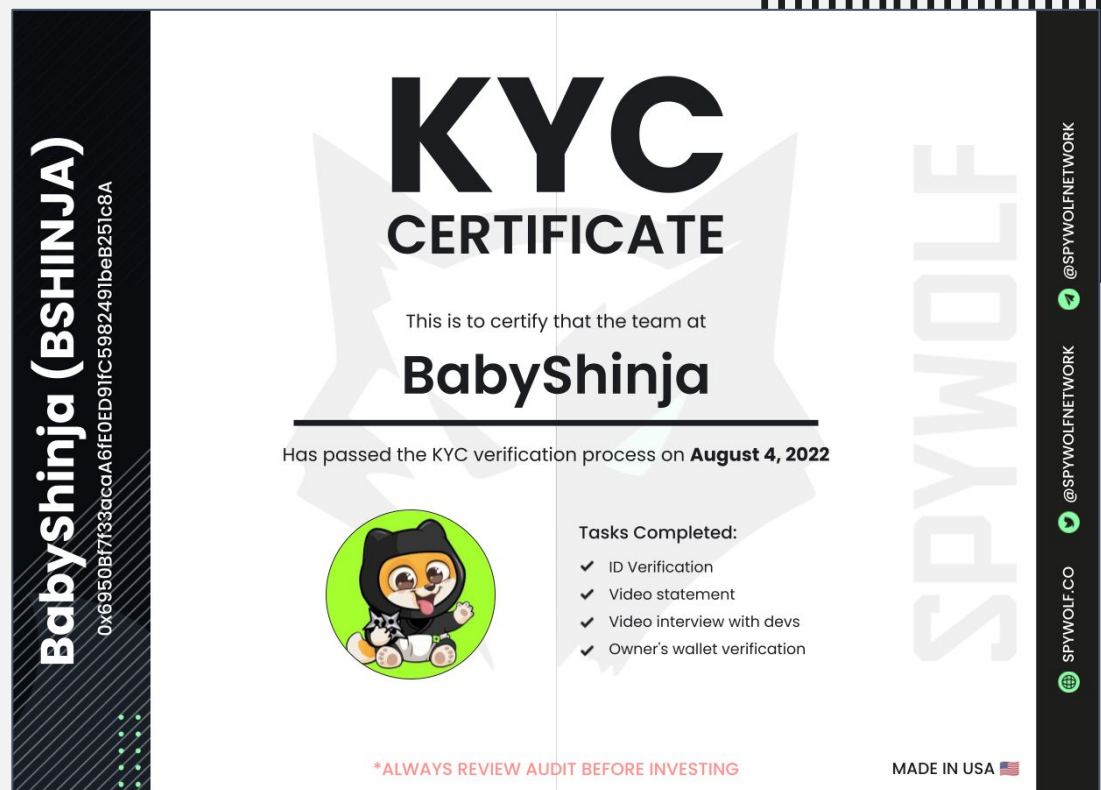 BabyShinja (BSHINJA)
0x6950Bf7f33acaA6fE0ED91fC5982491beB251c8A
KYC
CERTIFICATE
This is to certify that the team at
BabyShinja
Has passed the KYC verification process on August 4, 2022
Tasks Completed:
ID Verification
Video statement
Video interview with devs
Owner's wallet verification
*ALWAYS REVIEW AUDIT BEFORE INVESTING
MADE IN USA
SPYWOLF
SPYWOLF.CO
@SPYWOLFNETWORK
@SPYWOLFNETWORK